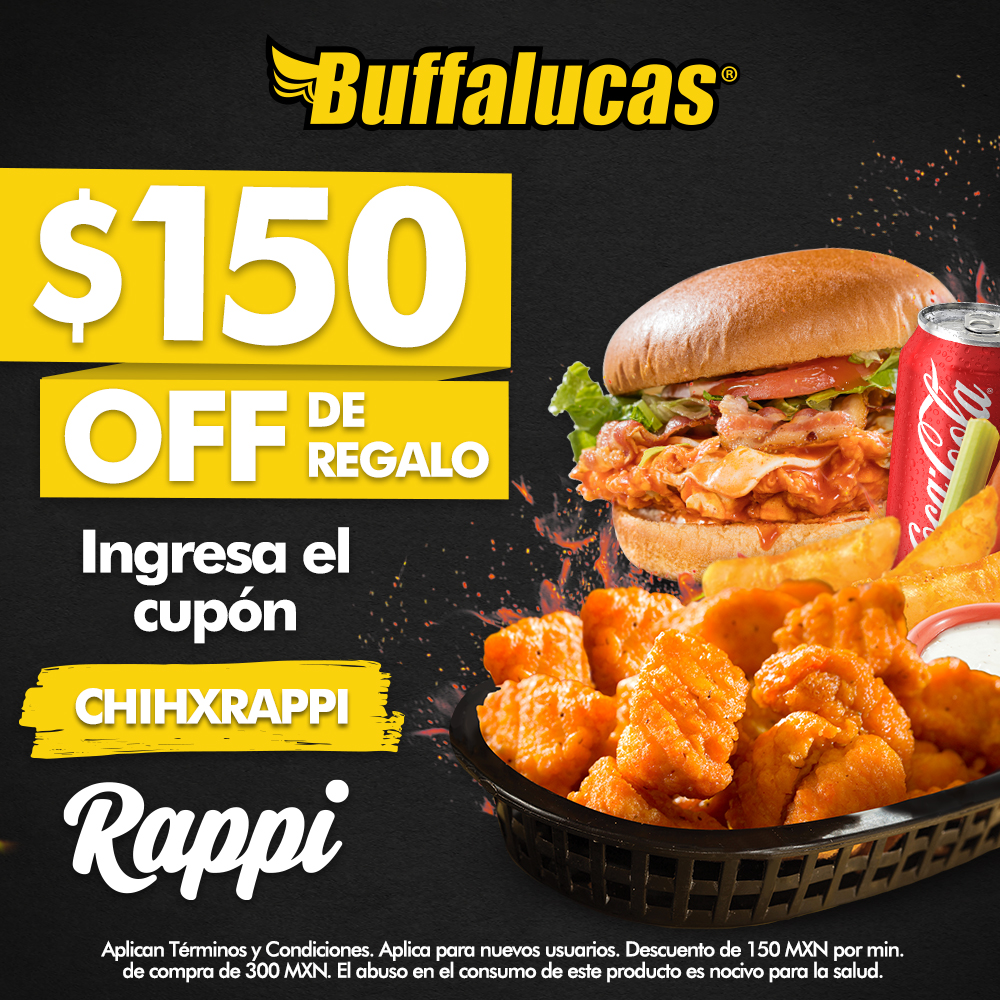 Buffalucas®
$150
OFF DE
REGALO
Ingresa el
cupón
CHIHXRAPPI
Rappi
Coca-Cola
Aplican Términos y Condiciones. Aplica para nuevos usuarios. Descuento de 150 MXN por min.
de compra de 300 MXN. El abuso en el consumo de este producto es nocivo para la salud.